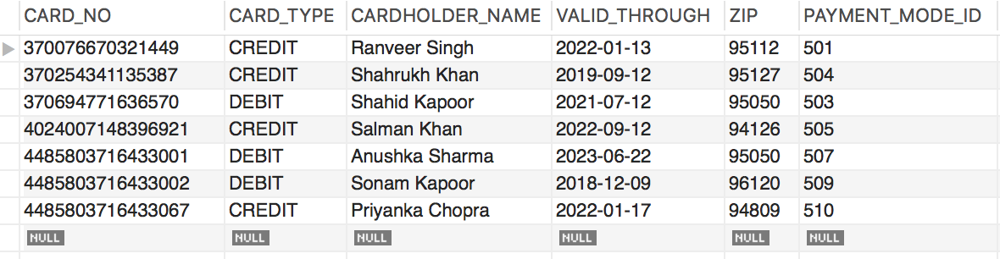 CARD_NO CARD_TYPE CARDHOLDER_NAME VALID_THROUGH ZIP PAYMENT_MODE_ID
370076670321449 CREDIT Ranveer Singh 2022-01-13 95112 501
370254341135387 CREDIT Shahrukh Khan 2019-09-12 95127 504
370694771636570 DEBIT Shahid Kapoor 2021-07-12 95050 503
4024007148396921 CREDIT Salman Khan 2022-09-12 94126 505
4485803716433001 DEBIT Anushka Sharma 2023-06-22 95050 507
4485803716433002 DEBIT Sonam Kapoor 2018-12-09 96120 509
4485803716433067 CREDIT Priyanka Chopra 2022-01-17 94809 510
NULL NULL NULL NULL NULL NULL